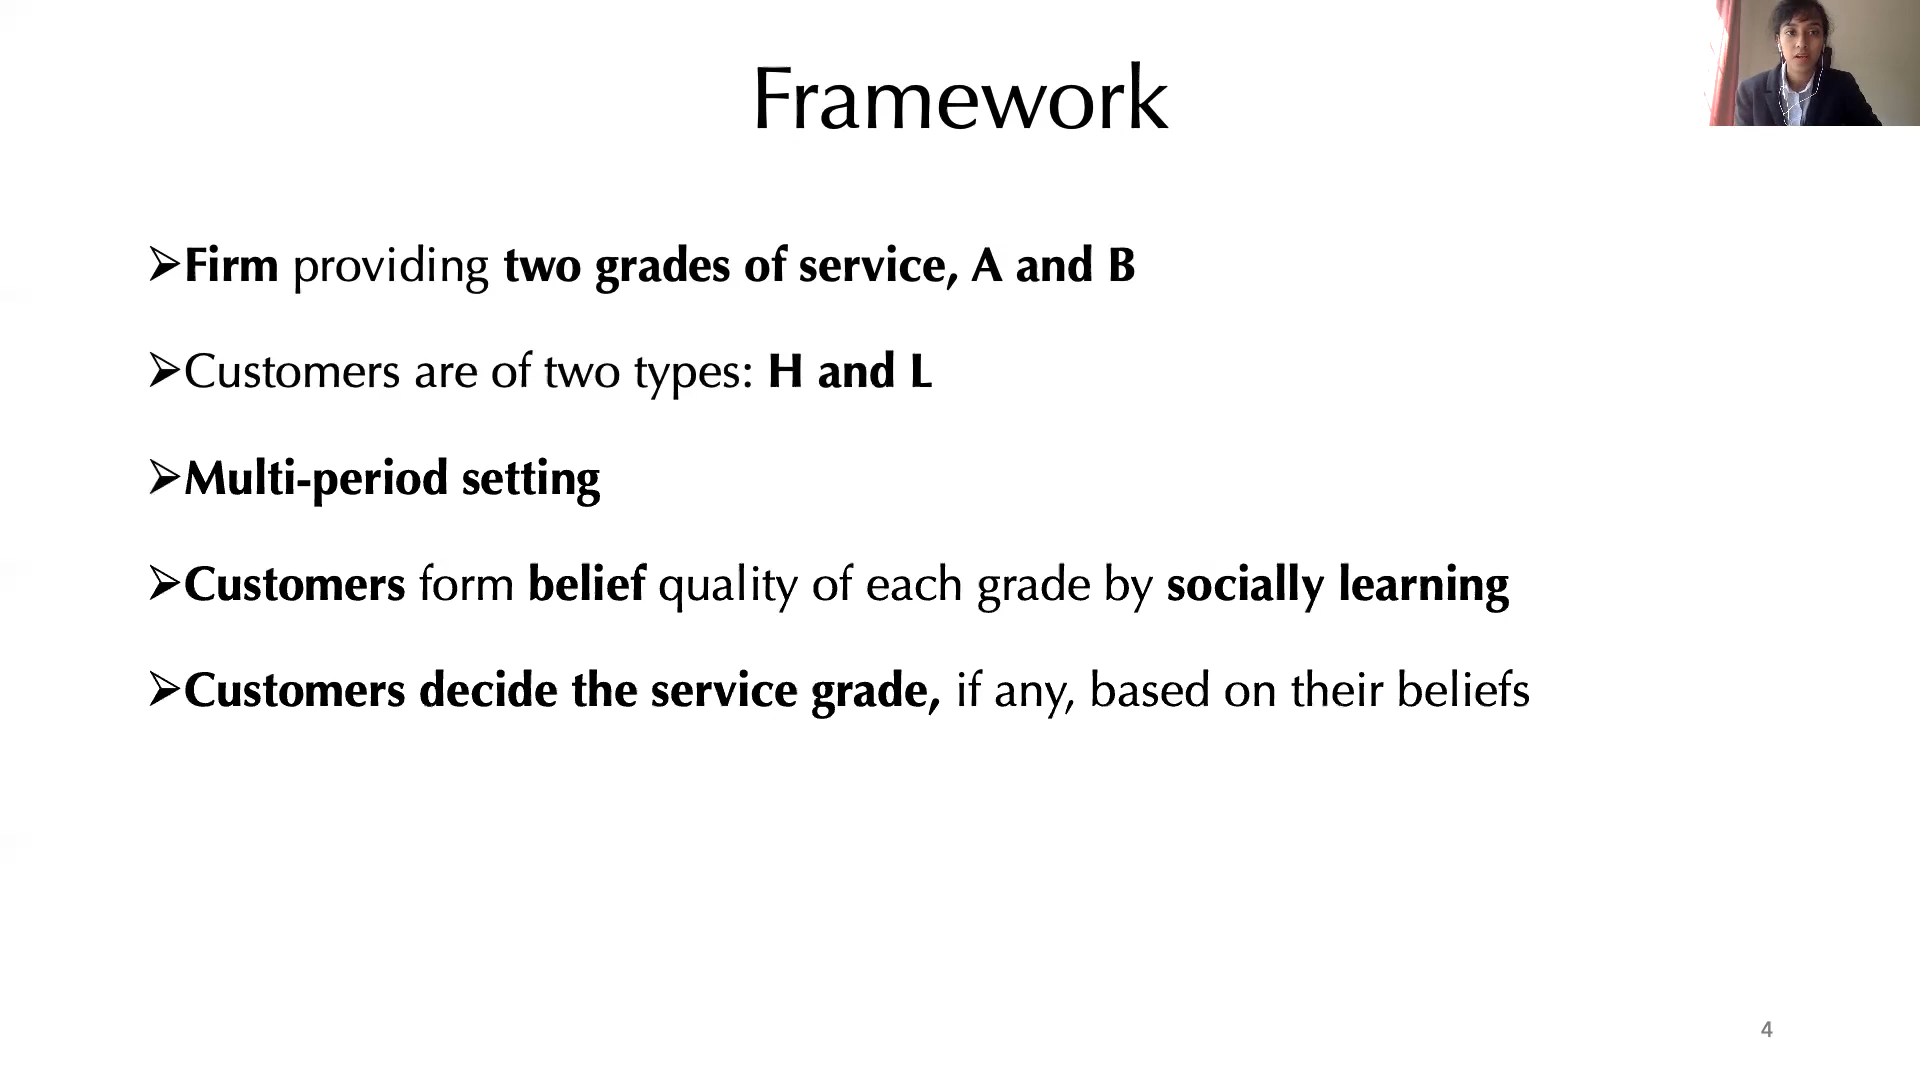 Framework
➢Firm providing two grades of service, A and B
➢Customers are of two types: H and L
➢Multi-period setting
➢Customers form belief quality of each grade by socially learning
➢Customers decide the service grade, if any, based on their beliefs
4